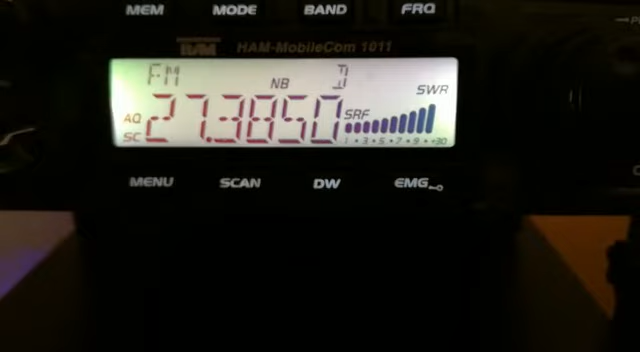 MEM MODE BAND FRQ
HAM HAM-MobileCom 1011
FM NB D
SWR
27.3850 SRF
AQ
SC 1 • 3 • 5 • 7 • 9 • +30
MENU SCAN DW EMG